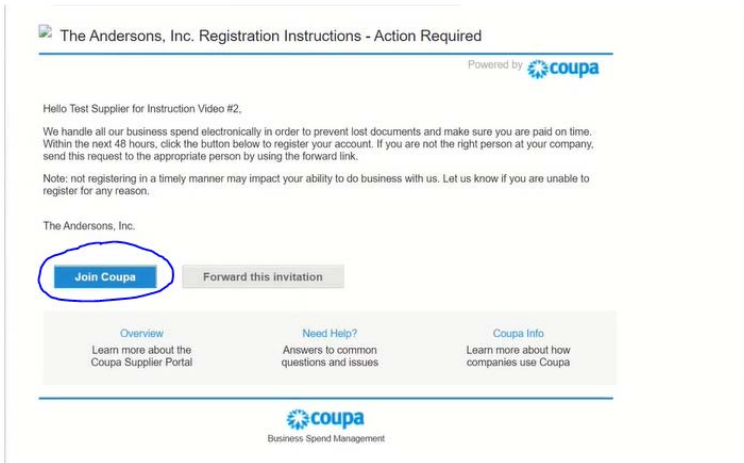 The Andersons, Inc. Registration Instructions - Action Required
Powered by coupa
Hello Test Supplier for Instruction Video #2,
We handle all our business spend electronically in order to prevent lost documents and make sure you are paid on time.
Within the next 48 hours, click the button below to register your account. If you are not the right person at your company,
send this request to the appropriate person by using the forward link.
Note: not registering in a timely manner may impact your ability to do business with us. Let us know if you are unable to
register for any reason.
The Andersons, Inc.
Join Coupa Forward this invitation
Overview Need Help? Coupa Info
Learn more about the Answers to common Learn more about how
Coupa Supplier Portal questions and issues companies use Coupa
coupa
Business Spend Management